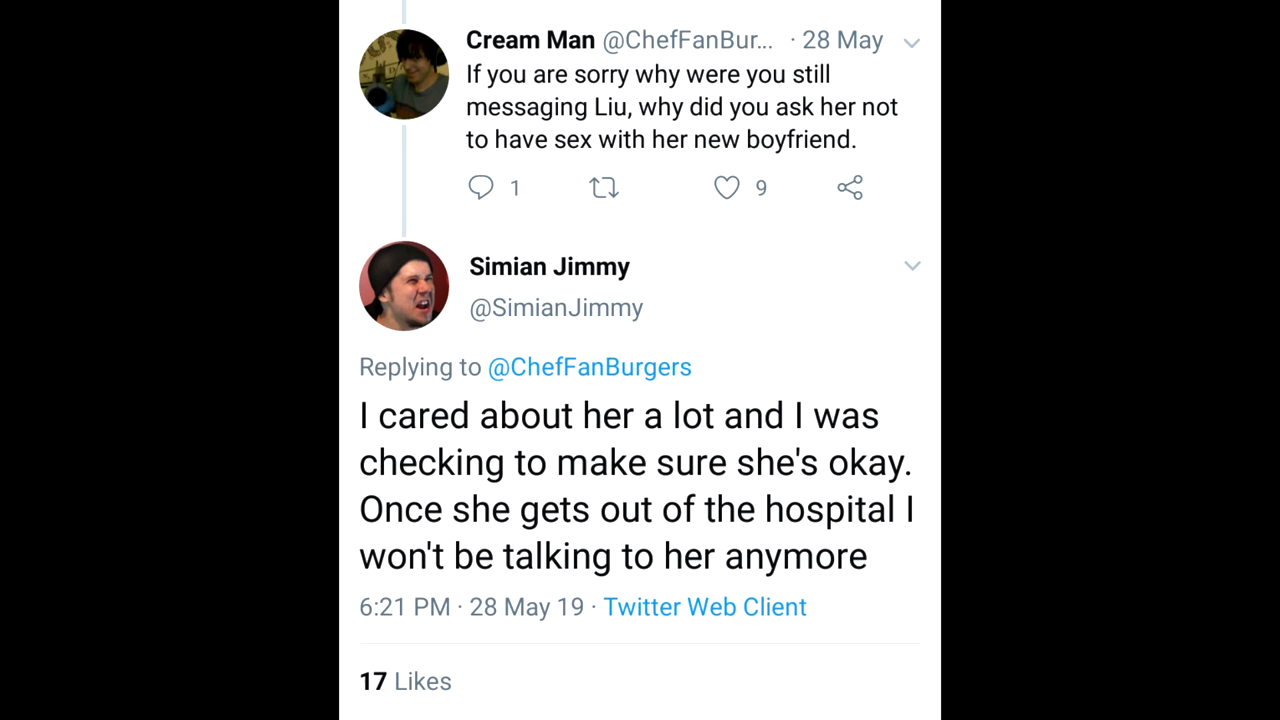 Cream Man @ChefFanBur... · 28 May
If you are sorry why were you still
messaging Liu, why did you ask her not
to have sex with her new boyfriend.
1 9
Simian Jimmy
@SimianJimmy
Replying to @ChefFanBurgers
I cared about her a lot and I was
checking to make sure she's okay.
Once she gets out of the hospital I
won't be talking to her anymore
6:21 PM · 28 May 19 · Twitter Web Client
17 Likes